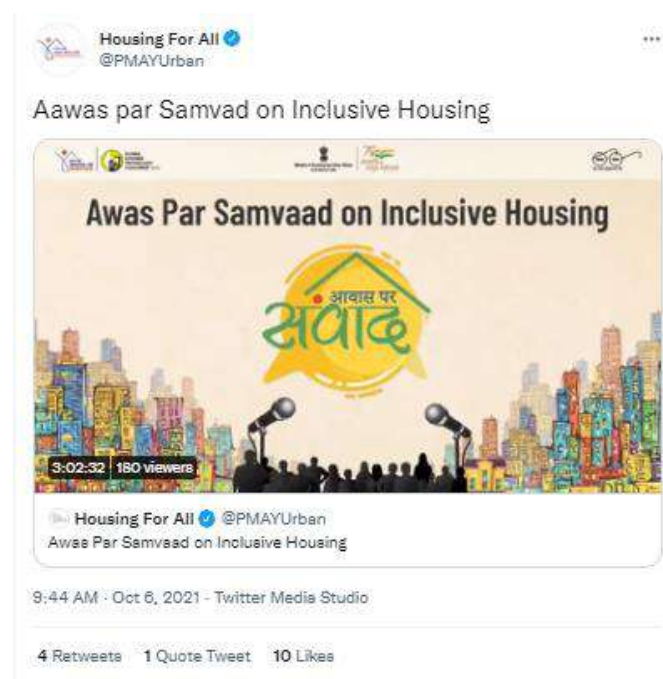 Housing For All
@PMAYUrban
Aawas par Samvad on Inclusive Housing
Awas Par Samvaad on Inclusive Housing
आवास पर
संवाद
3:02:32 180 viewers
Housing For All @PMAYUrban
Awas Par Samvaad on Inclusive Housing
9:44 AM · Oct 6, 2021 · Twitter Media Studio
4 Retweets 1 Quote Tweet 10 Likes